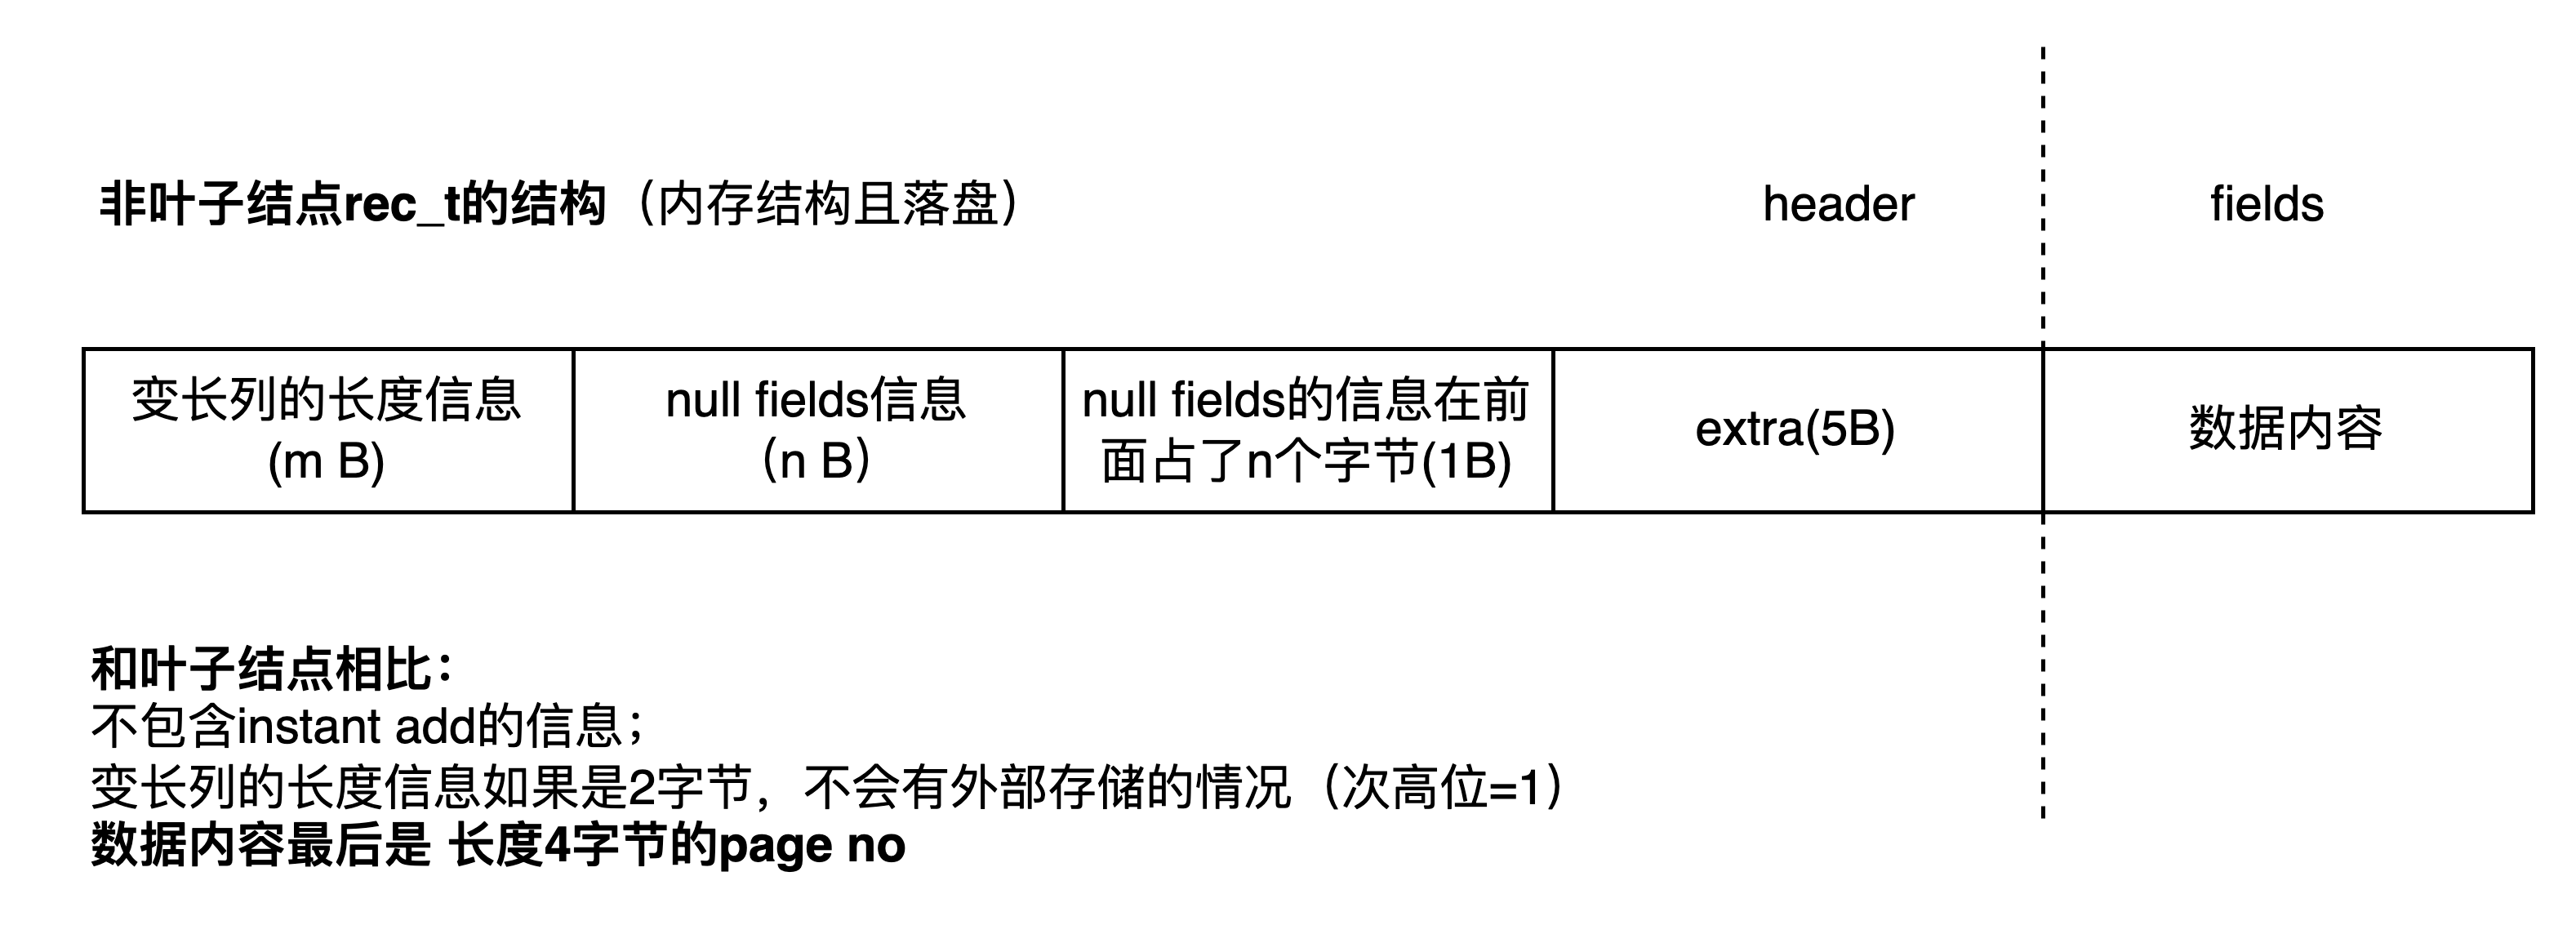 非叶子结点rec_t的结构（内存结构且落盘）
header
fields
变长列的长度信息
(m B)
null fields信息
（n B）
null fields的信息在前
面占了n个字节(1B)
extra(5B)
数据内容
和叶子结点相比：
不包含instant add的信息；
变长列的长度信息如果是2字节，不会有外部存储的情况（次高位=1）
数据内容最后是 长度4字节的page no